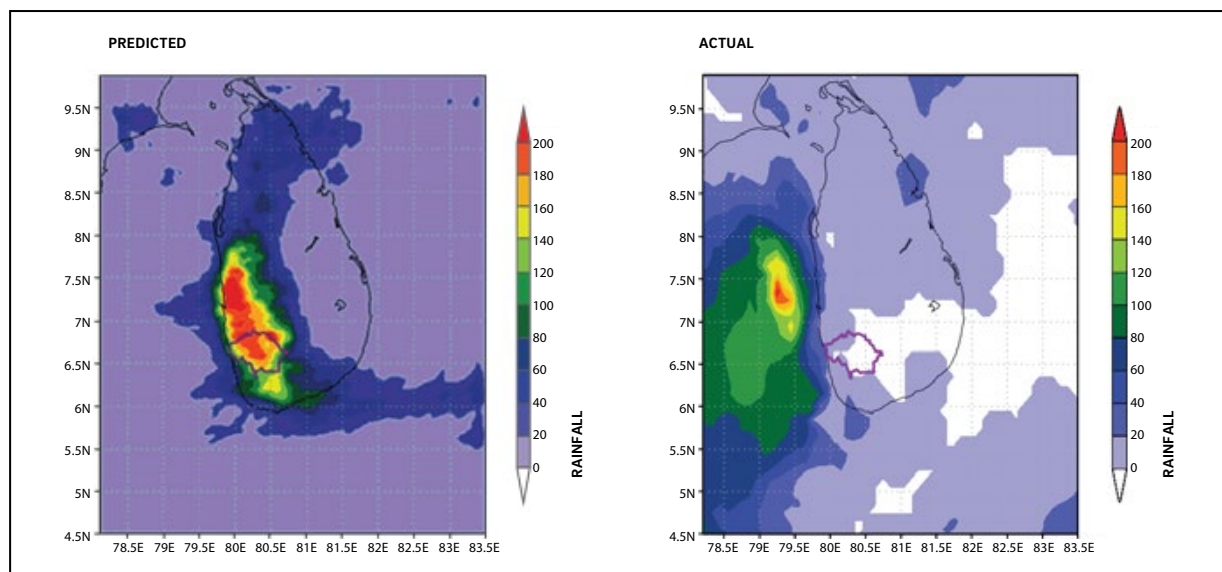 PREDICTED
ACTUAL
9.5N
9N
8.5N
8N
7.5N
7N
6.5N
6N
5.5N
5N
4.5N
78.5E 79E 79.5E 80E 80.5E 81E 81.5E 82E 82.5E 83E 83.5E
200
180
160
140
120
100
80
60
40
20
0
RAINFALL
9.5N
9N
8.5N
8N
7.5N
7N
6.5N
6N
5.5N
5N
4.5N
78.5E 79E 79.5E 80E 80.5E 81E 81.5E 82E 82.5E 83E 83.5E
200
180
160
140
120
100
80
60
40
20
0
RAINFALL